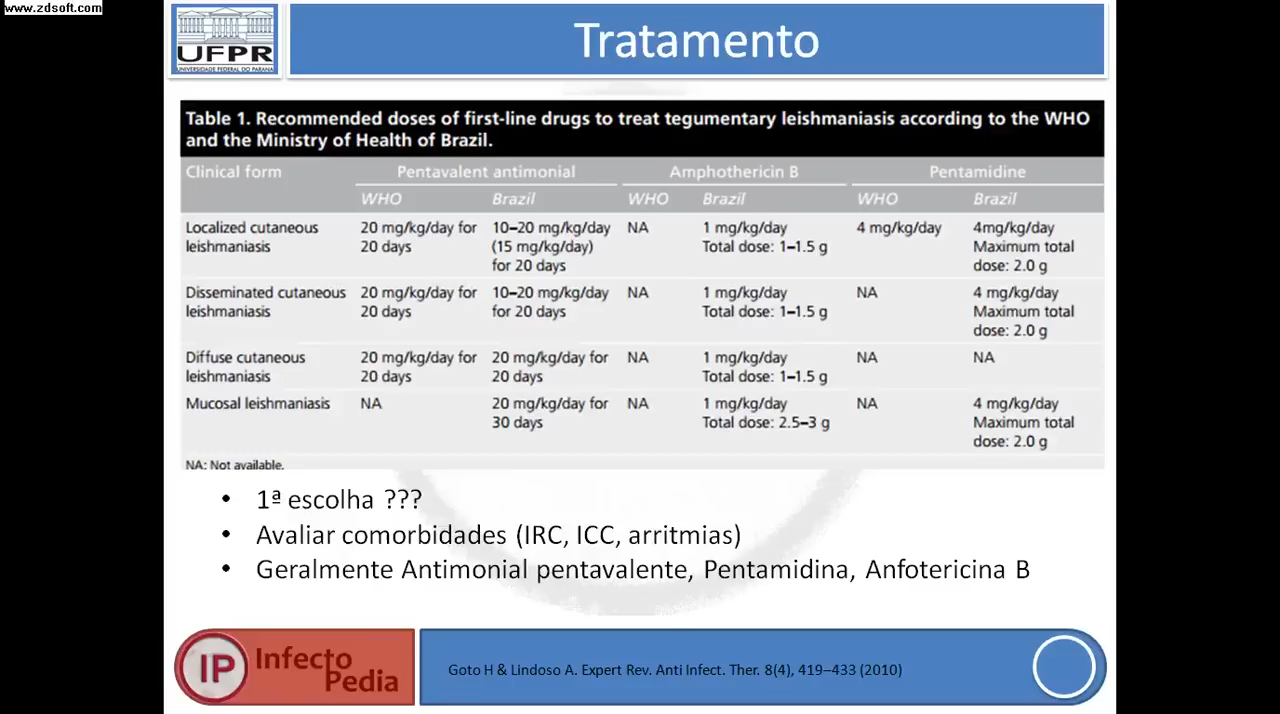 www.zdsoft.com
UFPR
UNIVERSIDADE FEDERAL DO PARANÁ
Tratamento
Table 1. Recommended doses of first-line drugs to treat tegumentary leishmaniasis according to the WHO
and the Ministry of Health of Brazil.
Clinical form Pentavalent antimonial Amphothericin B Pentamidine
WHO Brazil WHO Brazil WHO Brazil
Localized cutaneous 20 mg/kg/day for 10–20 mg/kg/day NA 1 mg/kg/day 4 mg/kg/day 4mg/kg/day
leishmaniasis 20 days (15 mg/kg/day) Total dose: 1–1.5 g Maximum total
for 20 days dose: 2.0 g
Disseminated cutaneous 20 mg/kg/day for 10–20 mg/kg/day NA 1 mg/kg/day NA 4 mg/kg/day
leishmaniasis 20 days for 20 days Total dose: 1–1.5 g Maximum total
dose: 2.0 g
Diffuse cutaneous 20 mg/kg/day for 20 mg/kg/day for NA 1 mg/kg/day NA NA
leishmaniasis 20 days 20 days Total dose: 1–1.5 g
Mucosal leishmaniasis NA 20 mg/kg/day for NA 1 mg/kg/day NA 4 mg/kg/day
30 days Total dose: 2.5–3 g Maximum total
dose: 2.0 g
NA: Not available.
• 1ª escolha ???
• Avaliar comorbidades (IRC, ICC, arritmias)
• Geralmente Antimonial pentavalente, Pentamidina, Anfotericina B
IP Infecto
Pedia
Goto H & Lindoso A. Expert Rev. Anti Infect. Ther. 8(4), 419–433 (2010)